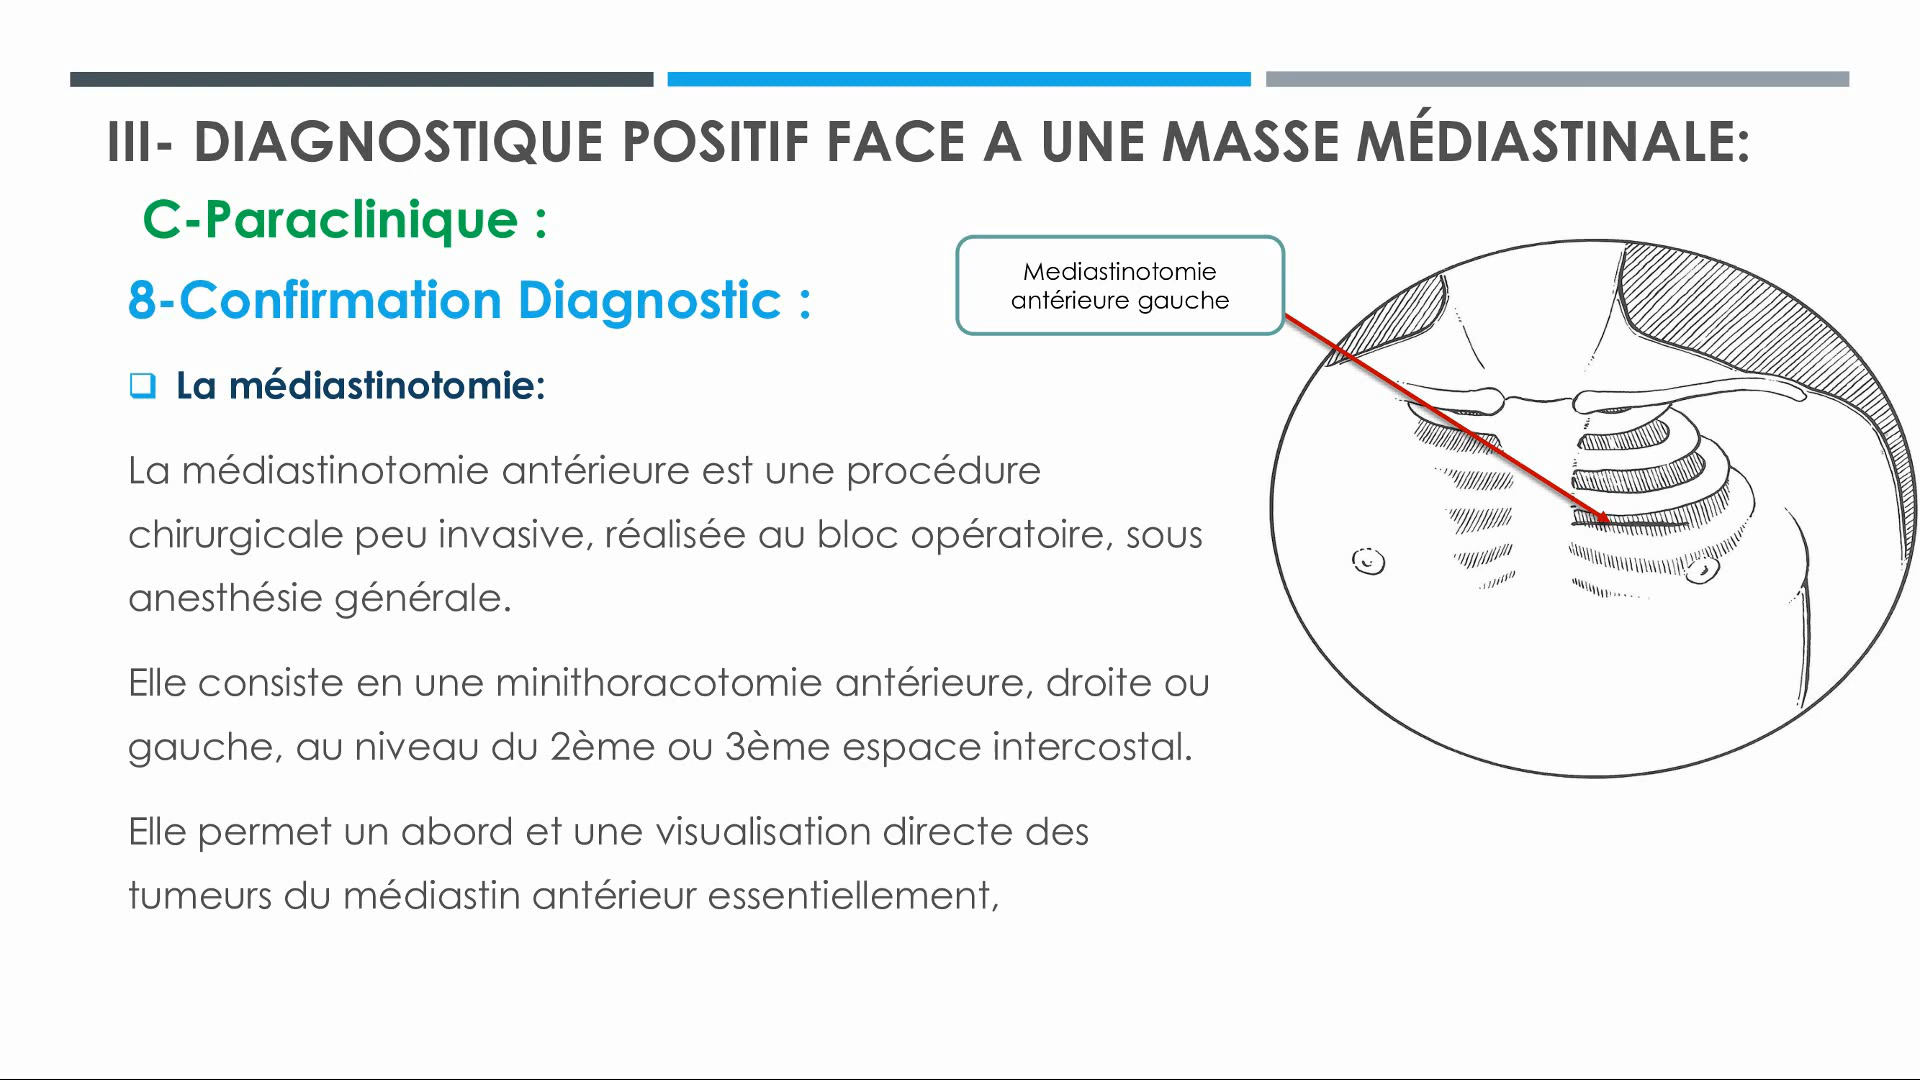 III- DIAGNOSTIQUE POSITIF FACE A UNE MASSE MÉDIASTINALE:
C-Paraclinique :
8-Confirmation Diagnostic :
Mediastinotomie
antérieure gauche
La médiastinotomie:
La médiastinotomie antérieure est une procédure
chirurgicale peu invasive, réalisée au bloc opératoire, sous
anesthésie générale.
Elle consiste en une minithoracotomie antérieure, droite ou
gauche, au niveau du 2ème ou 3ème espace intercostal.
Elle permet un abord et une visualisation directe des
tumeurs du médiastin antérieur essentiellement,